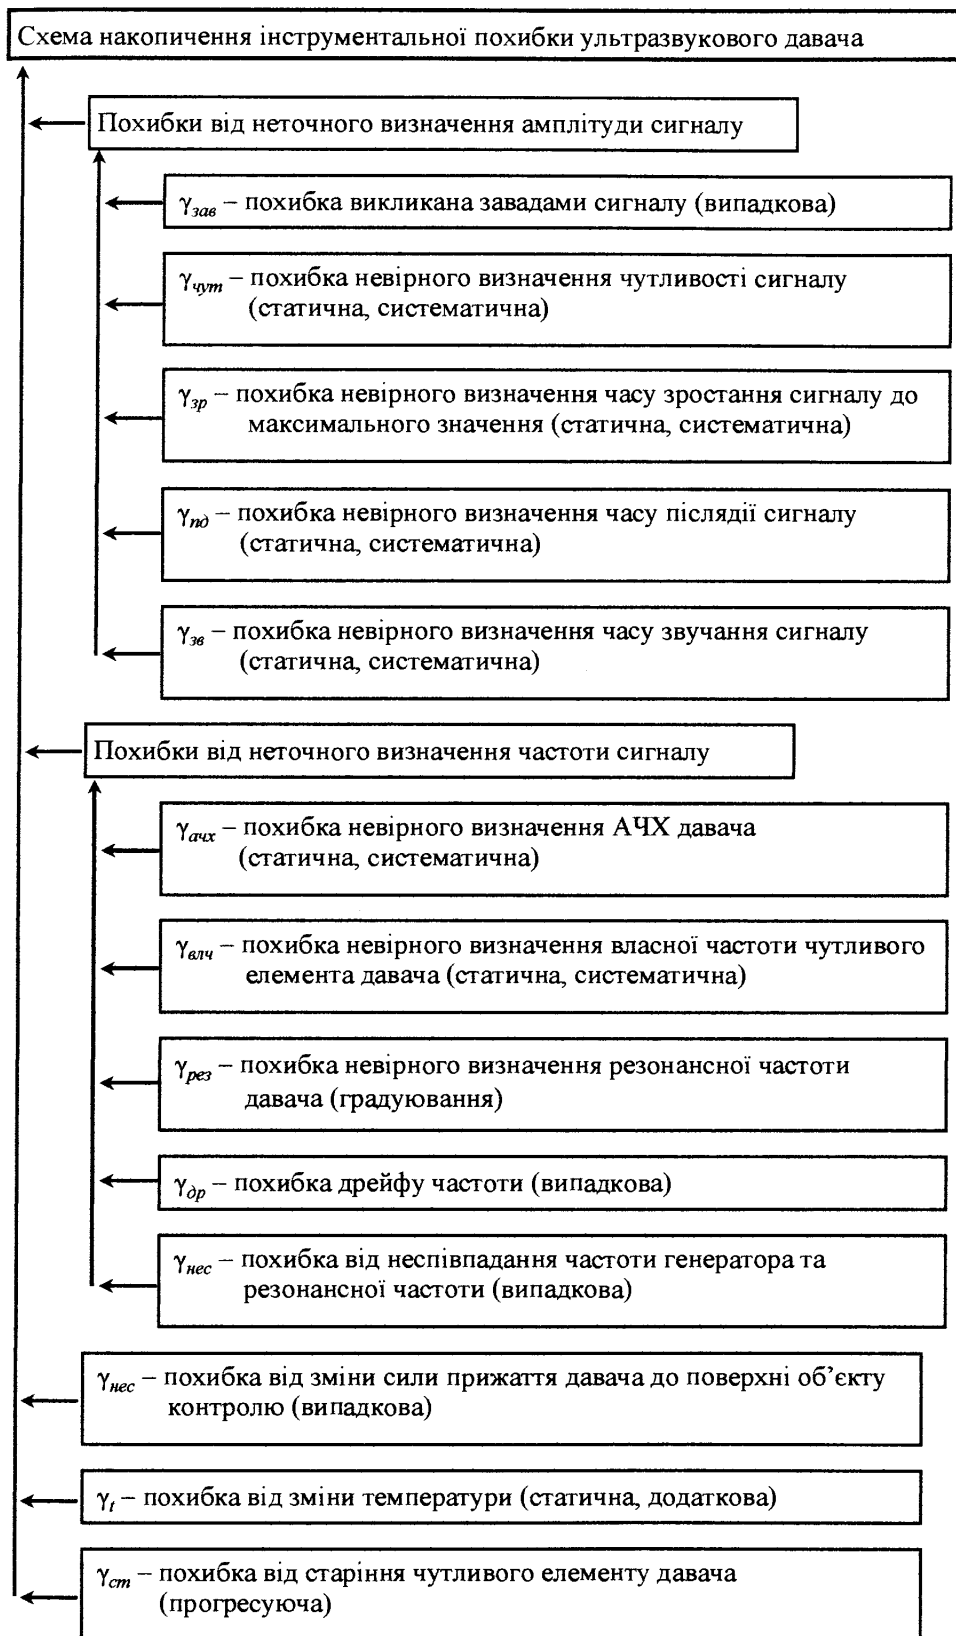 Схема накопичення інструментальної похибки ультразвукового давача
Похибки від неточного визначення амплітуди сигналу
γзав – похибка викликана завадами сигналу (випадкова)
γчут – похибка невірного визначення чутливості сигналу
(статична, систематична)
γзр – похибка невірного визначення часу зростання сигналу до
максимального значення (статична, систематична)
γпд – похибка невірного визначення часу післядії сигналу
(статична, систематична)
γзв – похибка невірного визначення часу звучання сигналу
(статична, систематична)
Похибки від неточного визначення частоти сигналу
γачх – похибка невірного визначення АЧХ давача
(статична, систематична)
γвлч – похибка невірного визначення власної частоти чутливого
елемента давача (статична, систематична)
γрез – похибка невірного визначення резонансної частоти
давача (градуювання)
γдр – похибка дрейфу частоти (випадкова)
γнес – похибка від неспівпадання частоти генератора та
резонансної частоти (випадкова)
γнес – похибка від зміни сили прижаття давача до поверхні об’єкту
контролю (випадкова)
γt – похибка від зміни температури (статична, додаткова)
γст – похибка від старіння чутливого елементу давача
(прогресуюча)